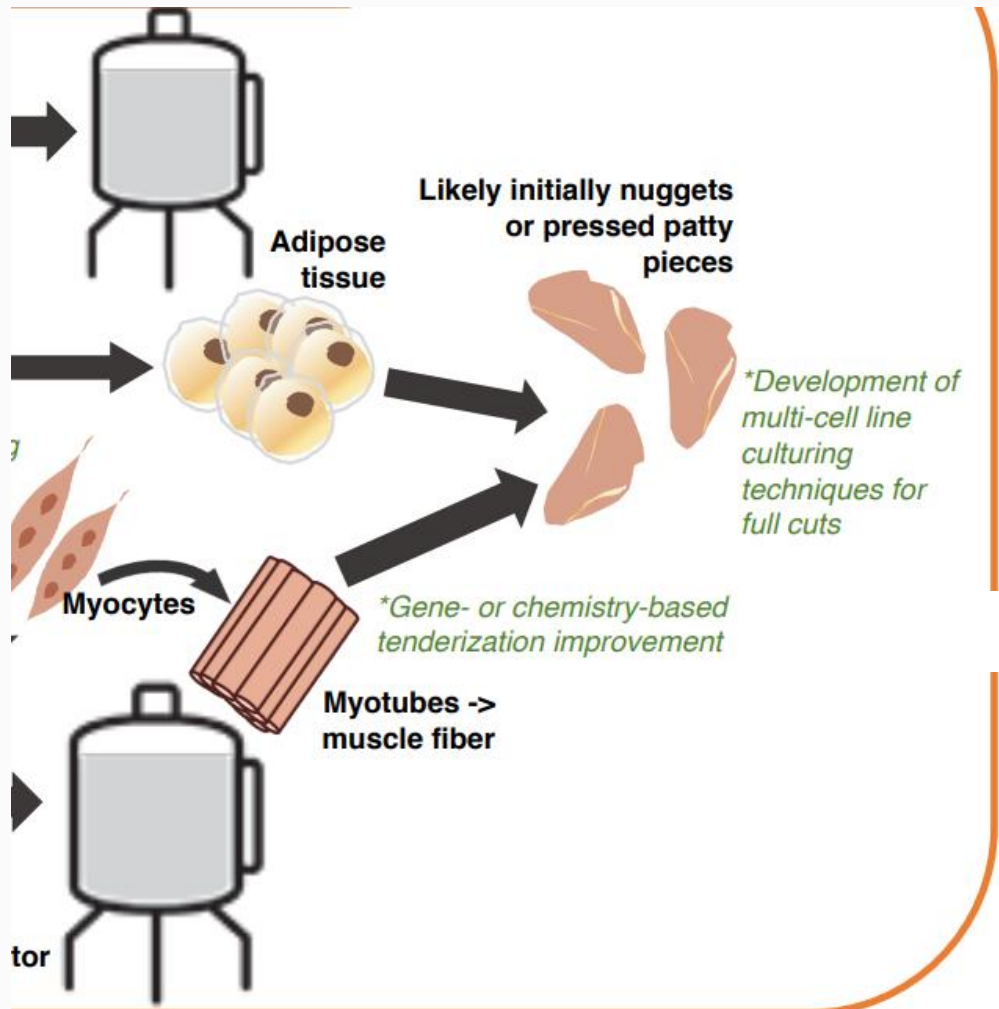 Adipose
tissue
Likely initially nuggets
or pressed patty
pieces
*Development of
multi-cell line
culturing
techniques for
full cuts
g
Myocytes
*Gene- or chemistry-based
tenderization improvement
Myotubes ->
muscle fiber
tor